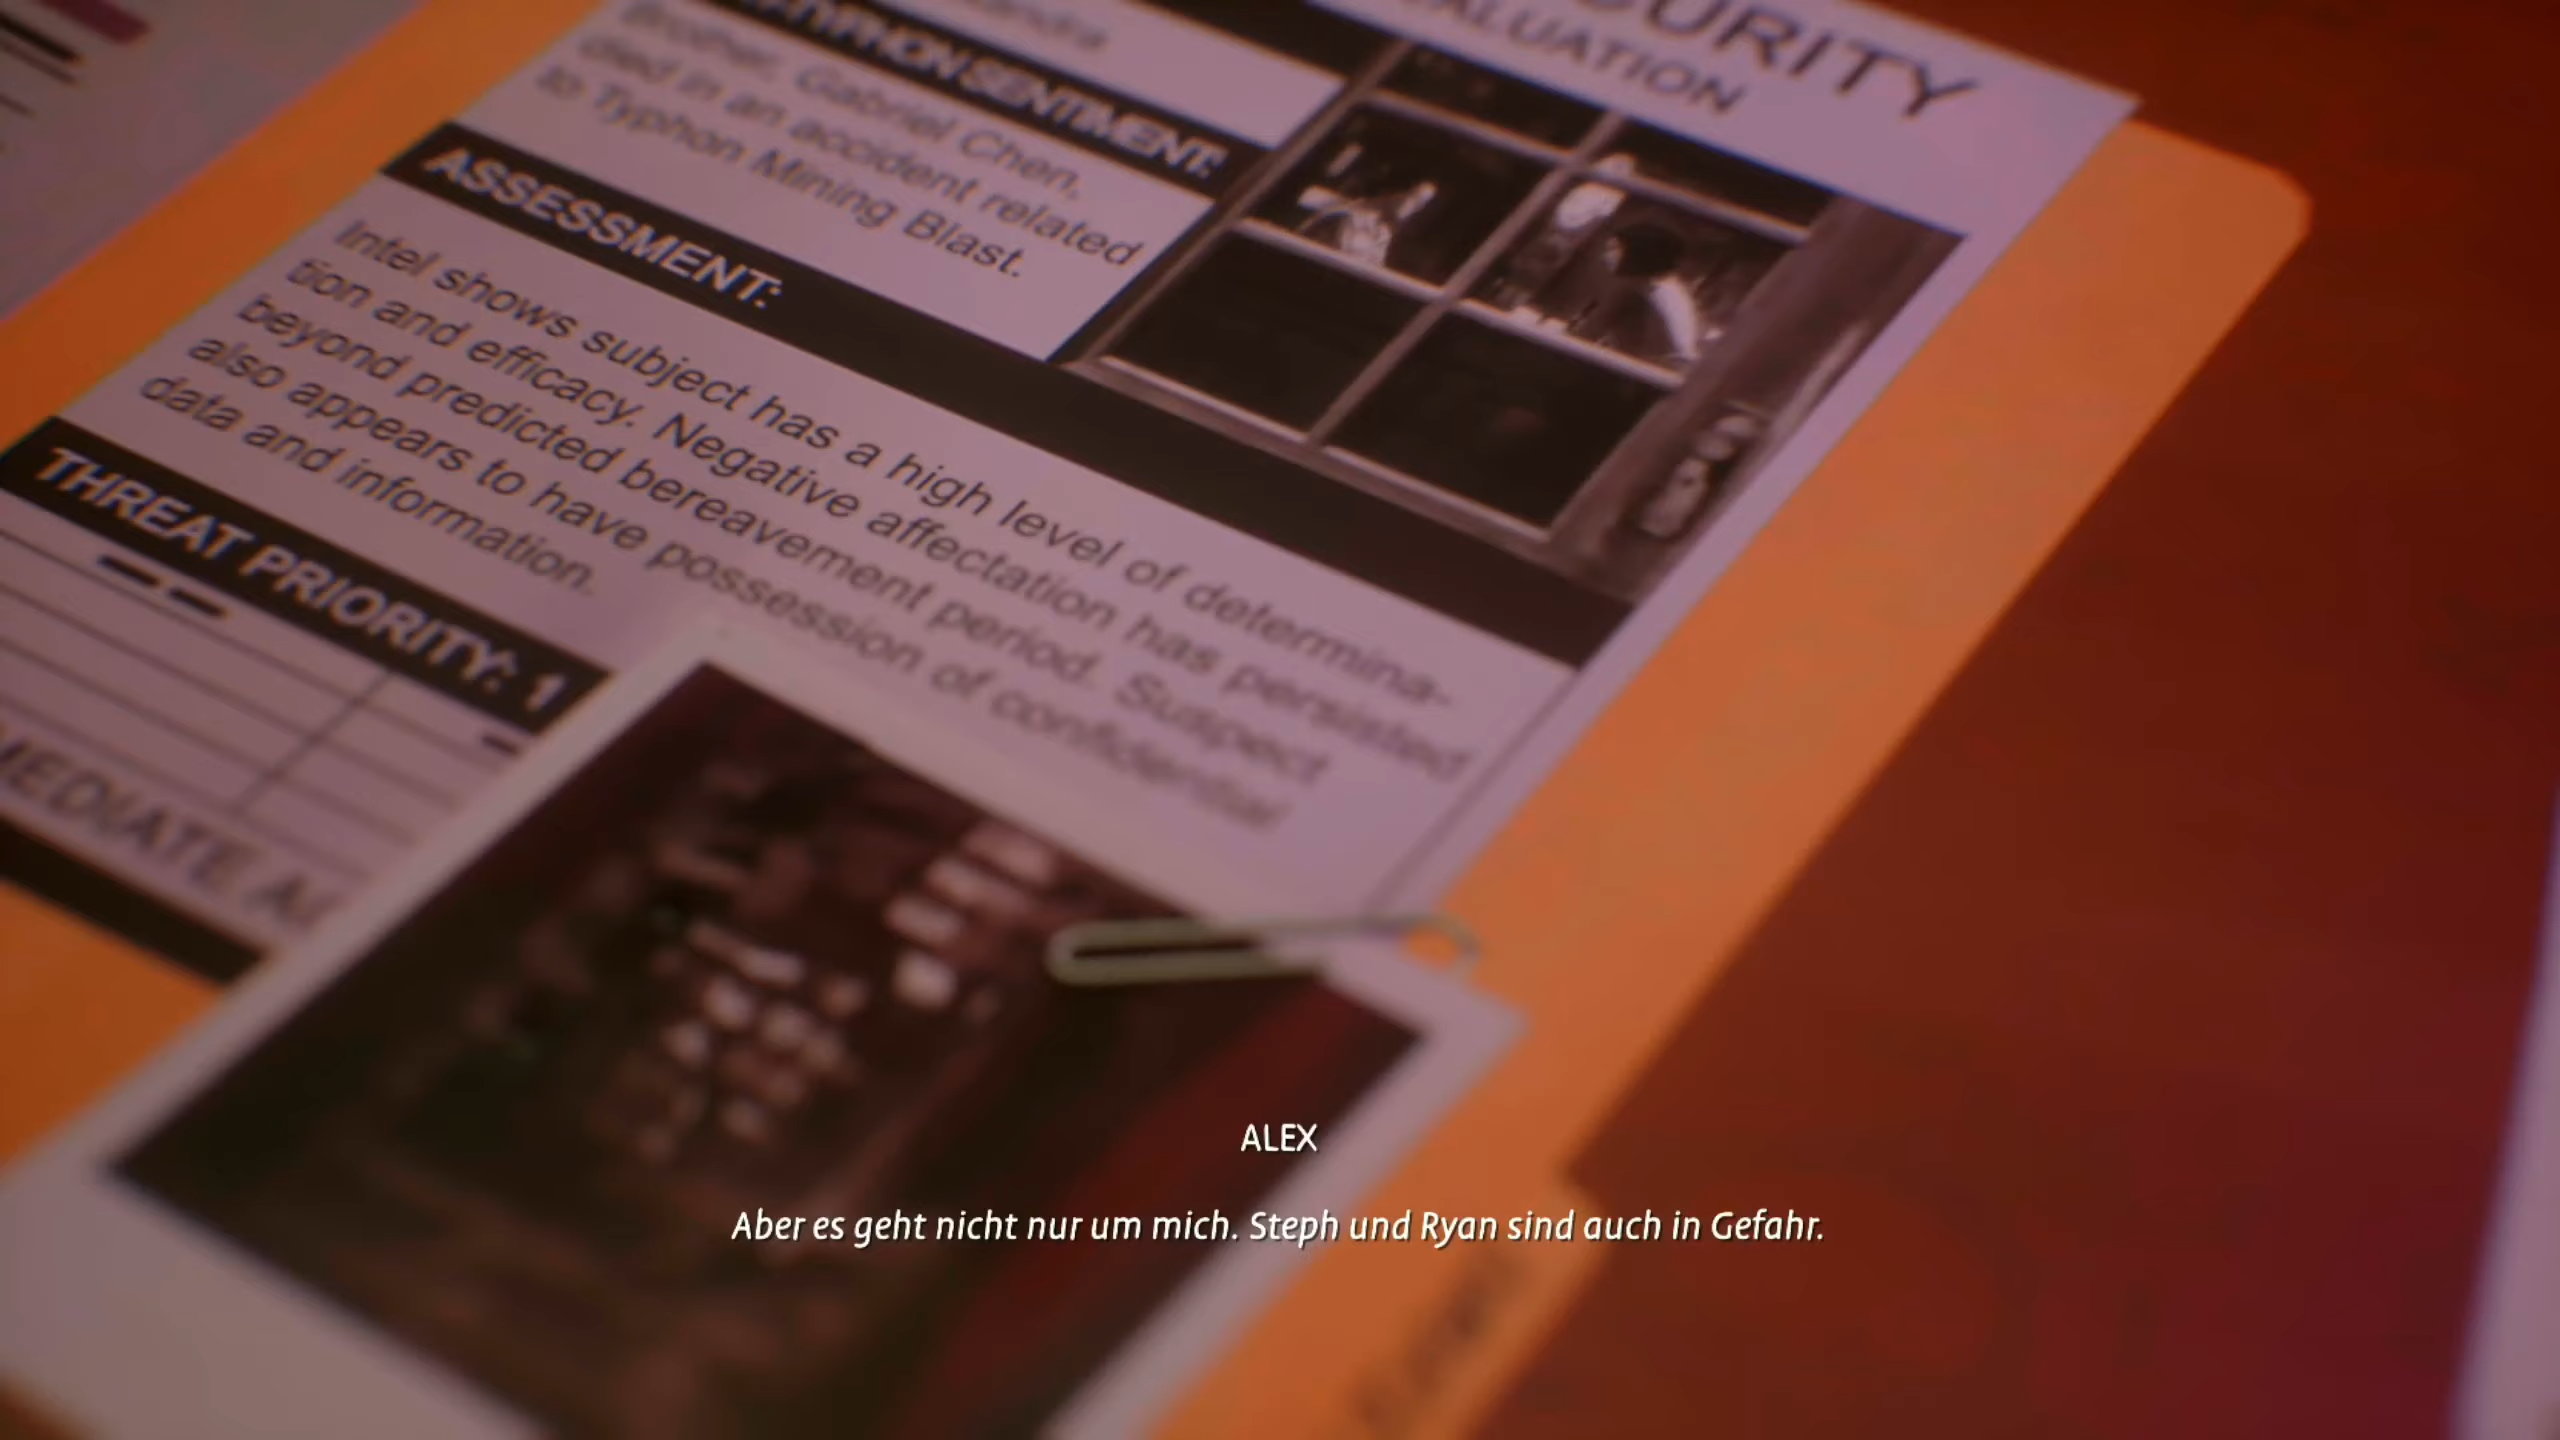 URITY
ALUATION
TYPHON SENTIMENT:
Brother, Gabriel Chen,
died in an accident related
to Typhon Mining Blast.
ASSESSMENT:
Intel shows subject has a high level of determina-
tion and efficacy. Negative affectation has persisted
beyond predicted bereavement period. Suspect
also appears to have possession of confidential
data and information.
THREAT PRIORITY: 1
MEDIATE AC
ALEX
Aber es geht nicht nur um mich. Steph und Ryan sind auch in Gefahr.